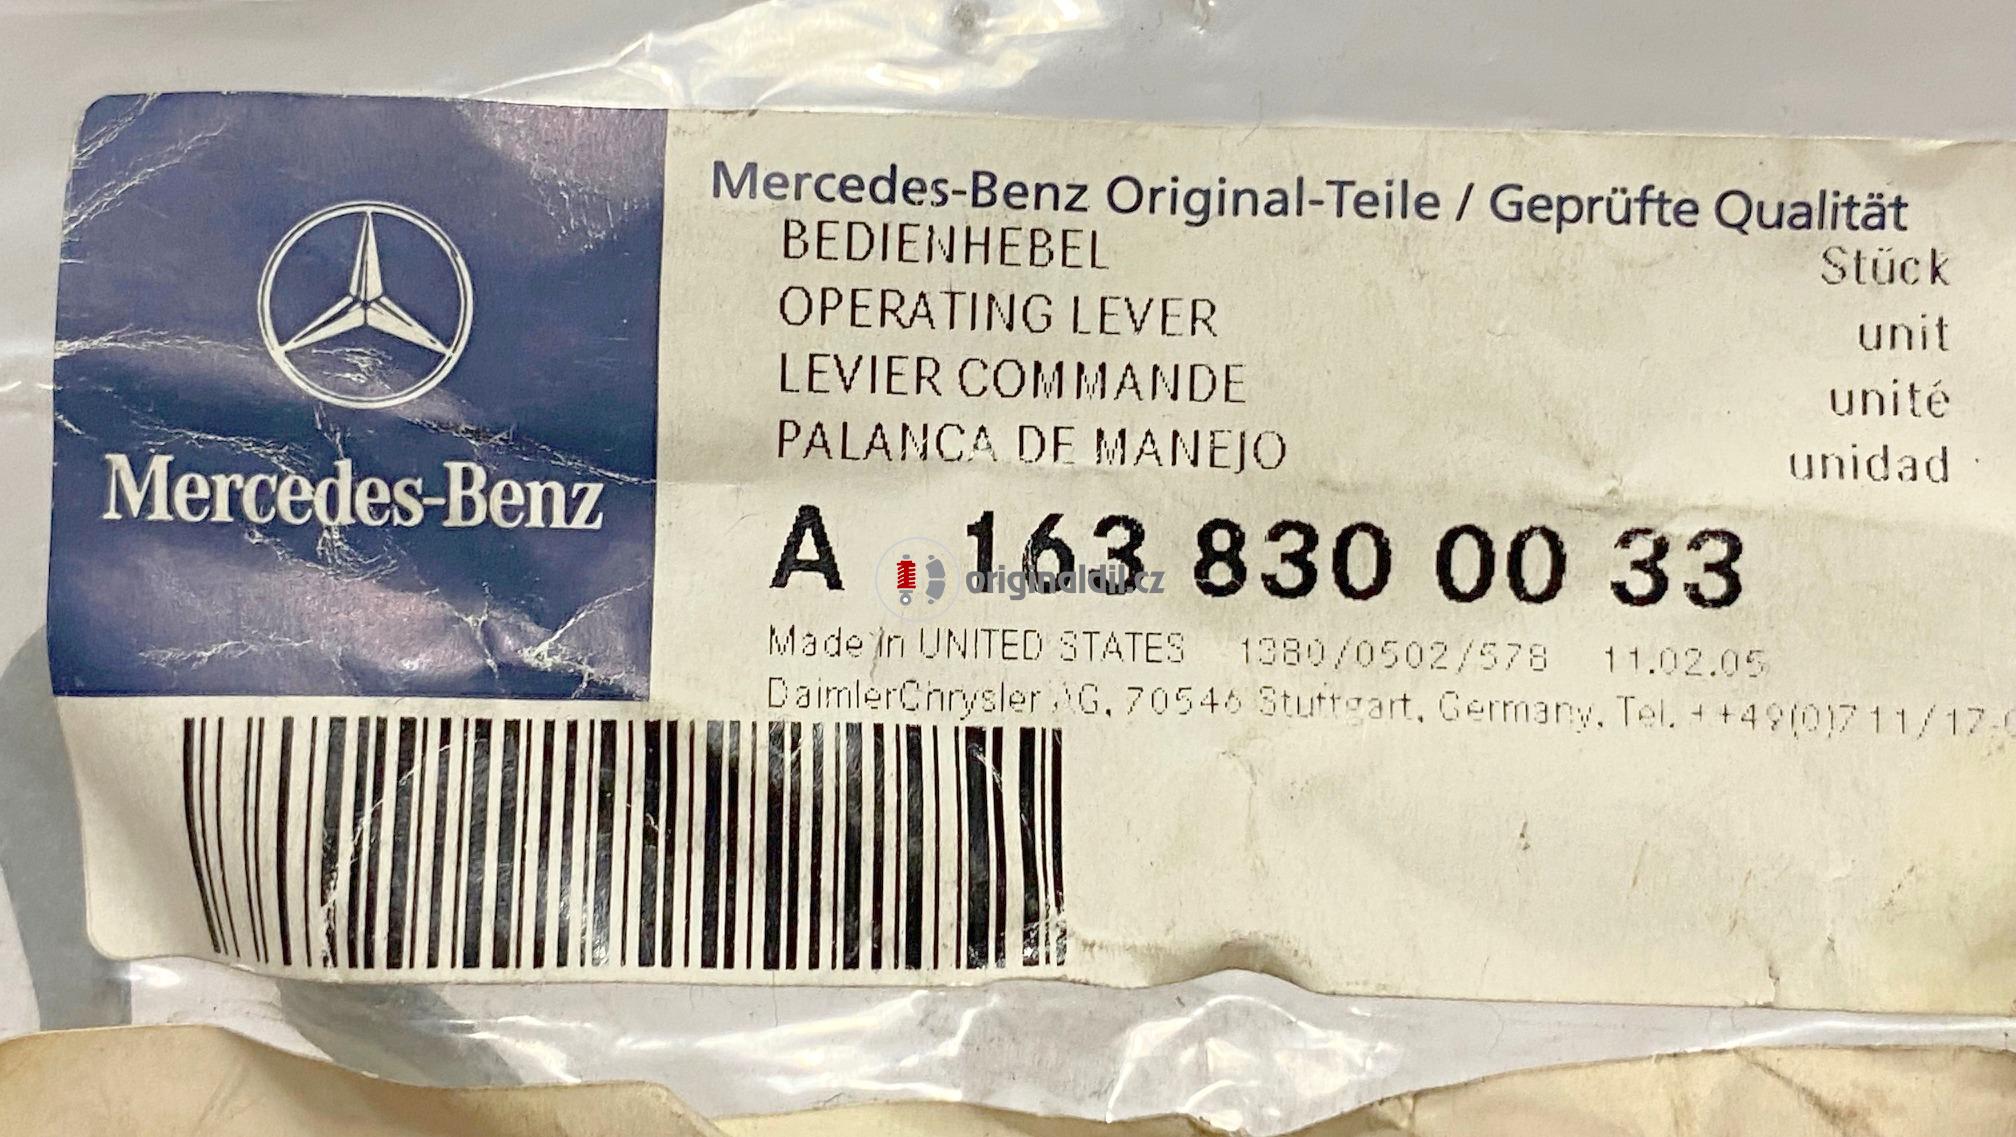 Mercedes-Benz
Mercedes-Benz Original-Teile / Geprüfte Qualität
BEDIENHEBEL Stück
OPERATING LEVER unit
LEVIER COMMANDE unité
PALANCA DE MANEJO unidad
A 163 830 00 33
originaldil.cz
Made in UNITED STATES 1380/0502/578 11.02.05
DaimlerChrysler AG, 70546 Stuttgart, Germany, Tel. ++49(0)711/17-